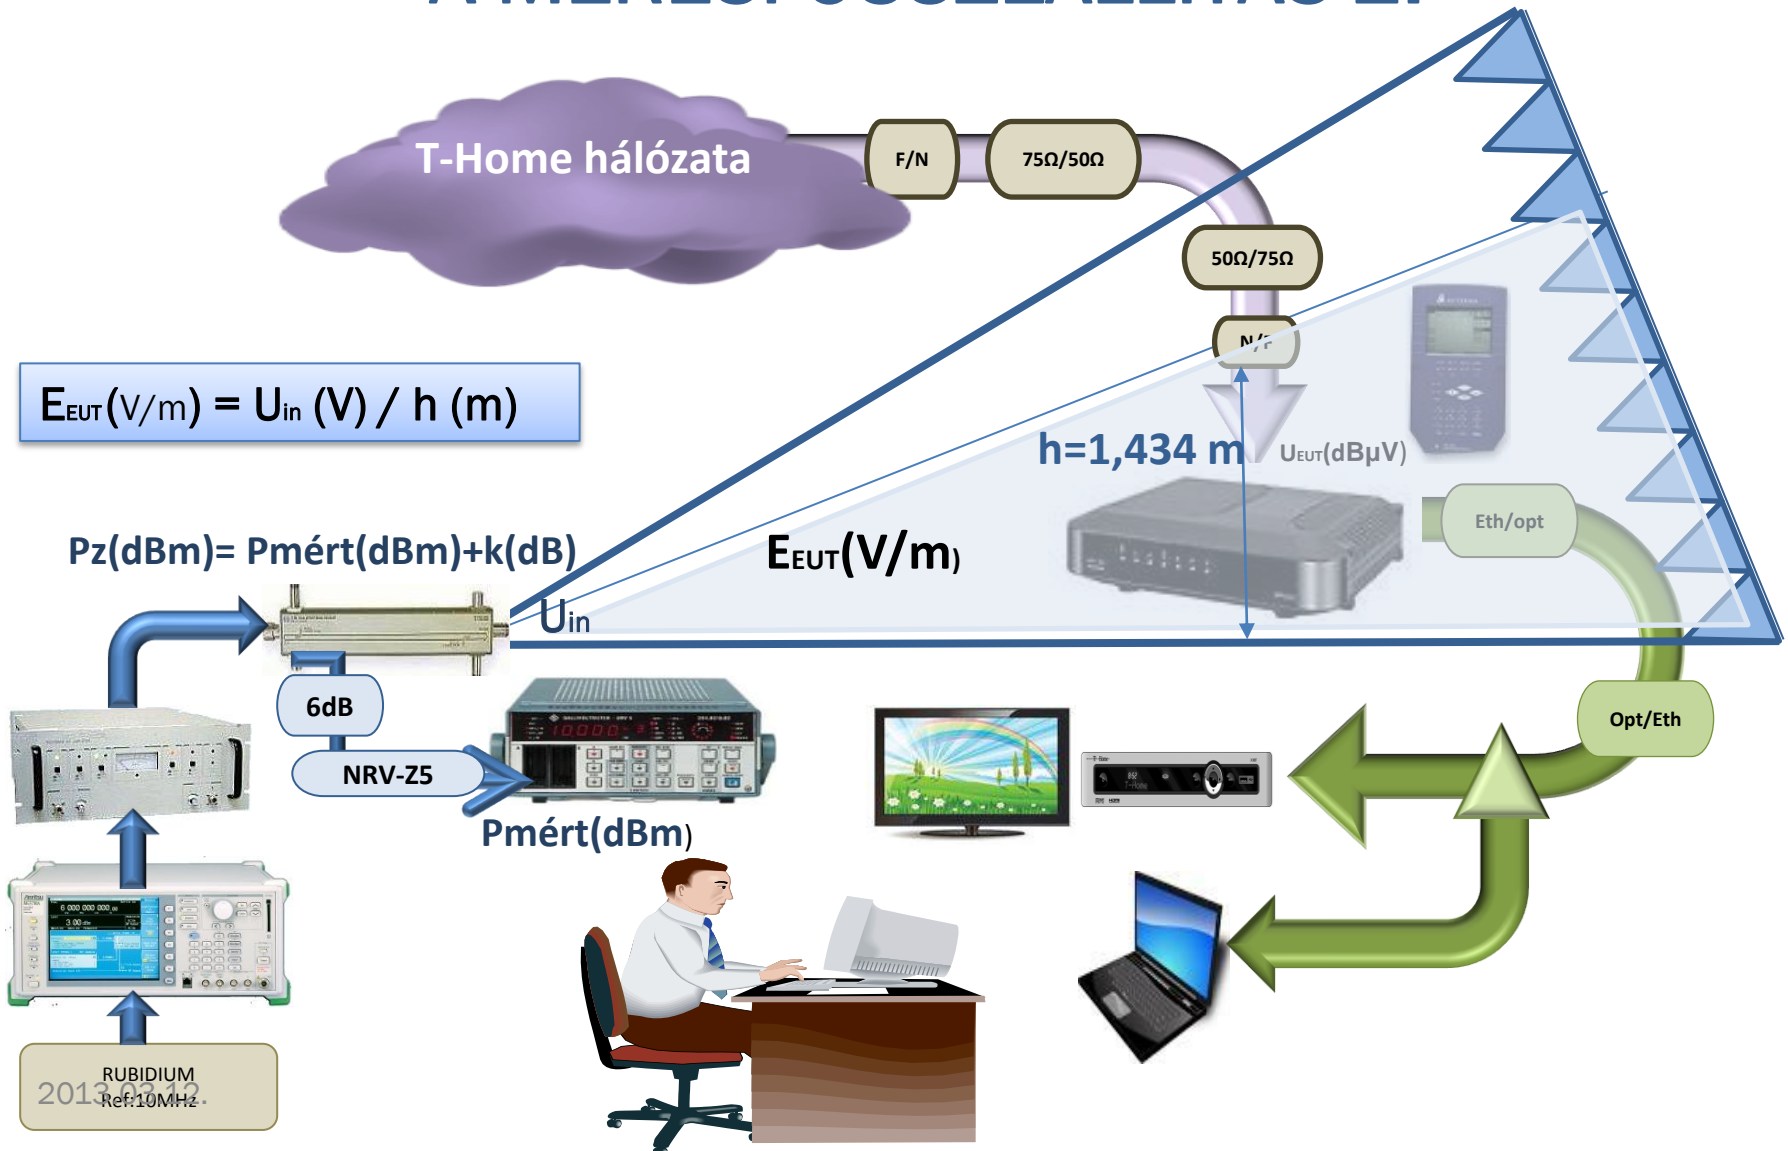 T-Home hálózata
F/N
75Ω/50Ω
50Ω/75Ω
N/F
EEUT(V/m) = Uin (V) / h (m)
h=1,434 m
UEUT(dBµV)
Eth/opt
Pz(dBm)= Pmért(dBm)+k(dB)
EEUT(V/m)
Uin
6dB
NRV-Z5
Opt/Eth
Pmért(dBm)
RUBIDIUM
Ref:10MHz
2013.03.12.